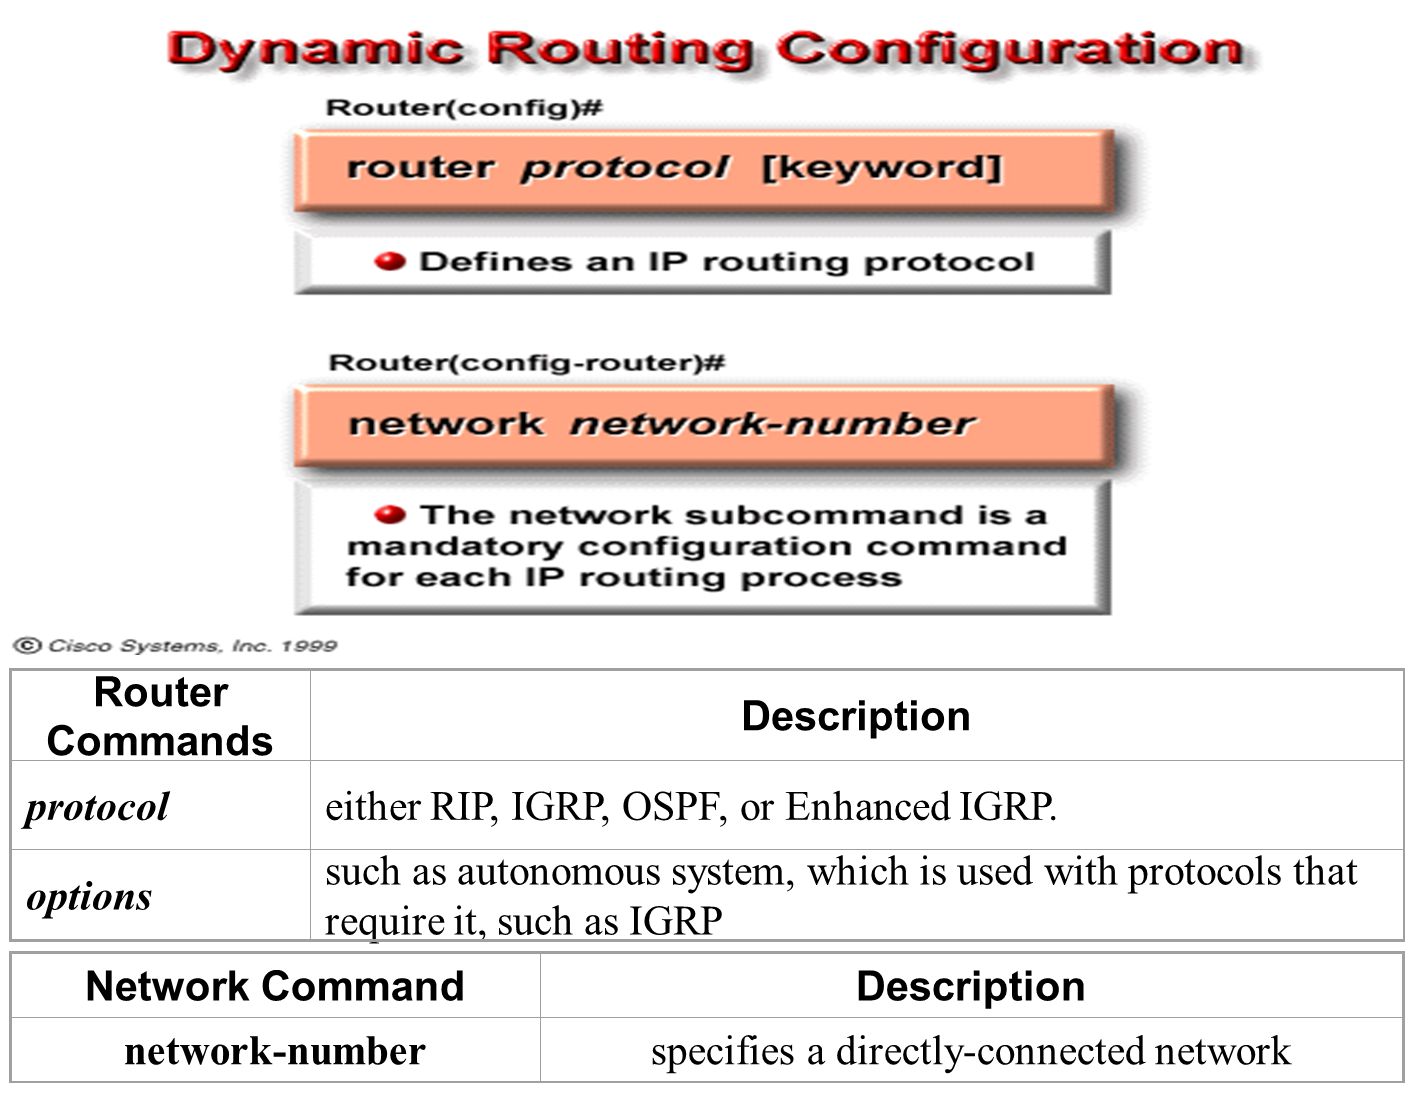 Dynamic Routing Configuration
Router(config)#
router protocol [keyword]
Defines an IP routing protocol
Router(config-router)#
network network-number
The network subcommand is a
mandatory configuration command
for each IP routing process
© Cisco Systems, Inc. 1999
Router
Commands
Description
protocol
either RIP, IGRP, OSPF, or Enhanced IGRP.
options
such as autonomous system, which is used with protocols that
require it, such as IGRP
Network Command
Description
network-number
specifies a directly-connected network